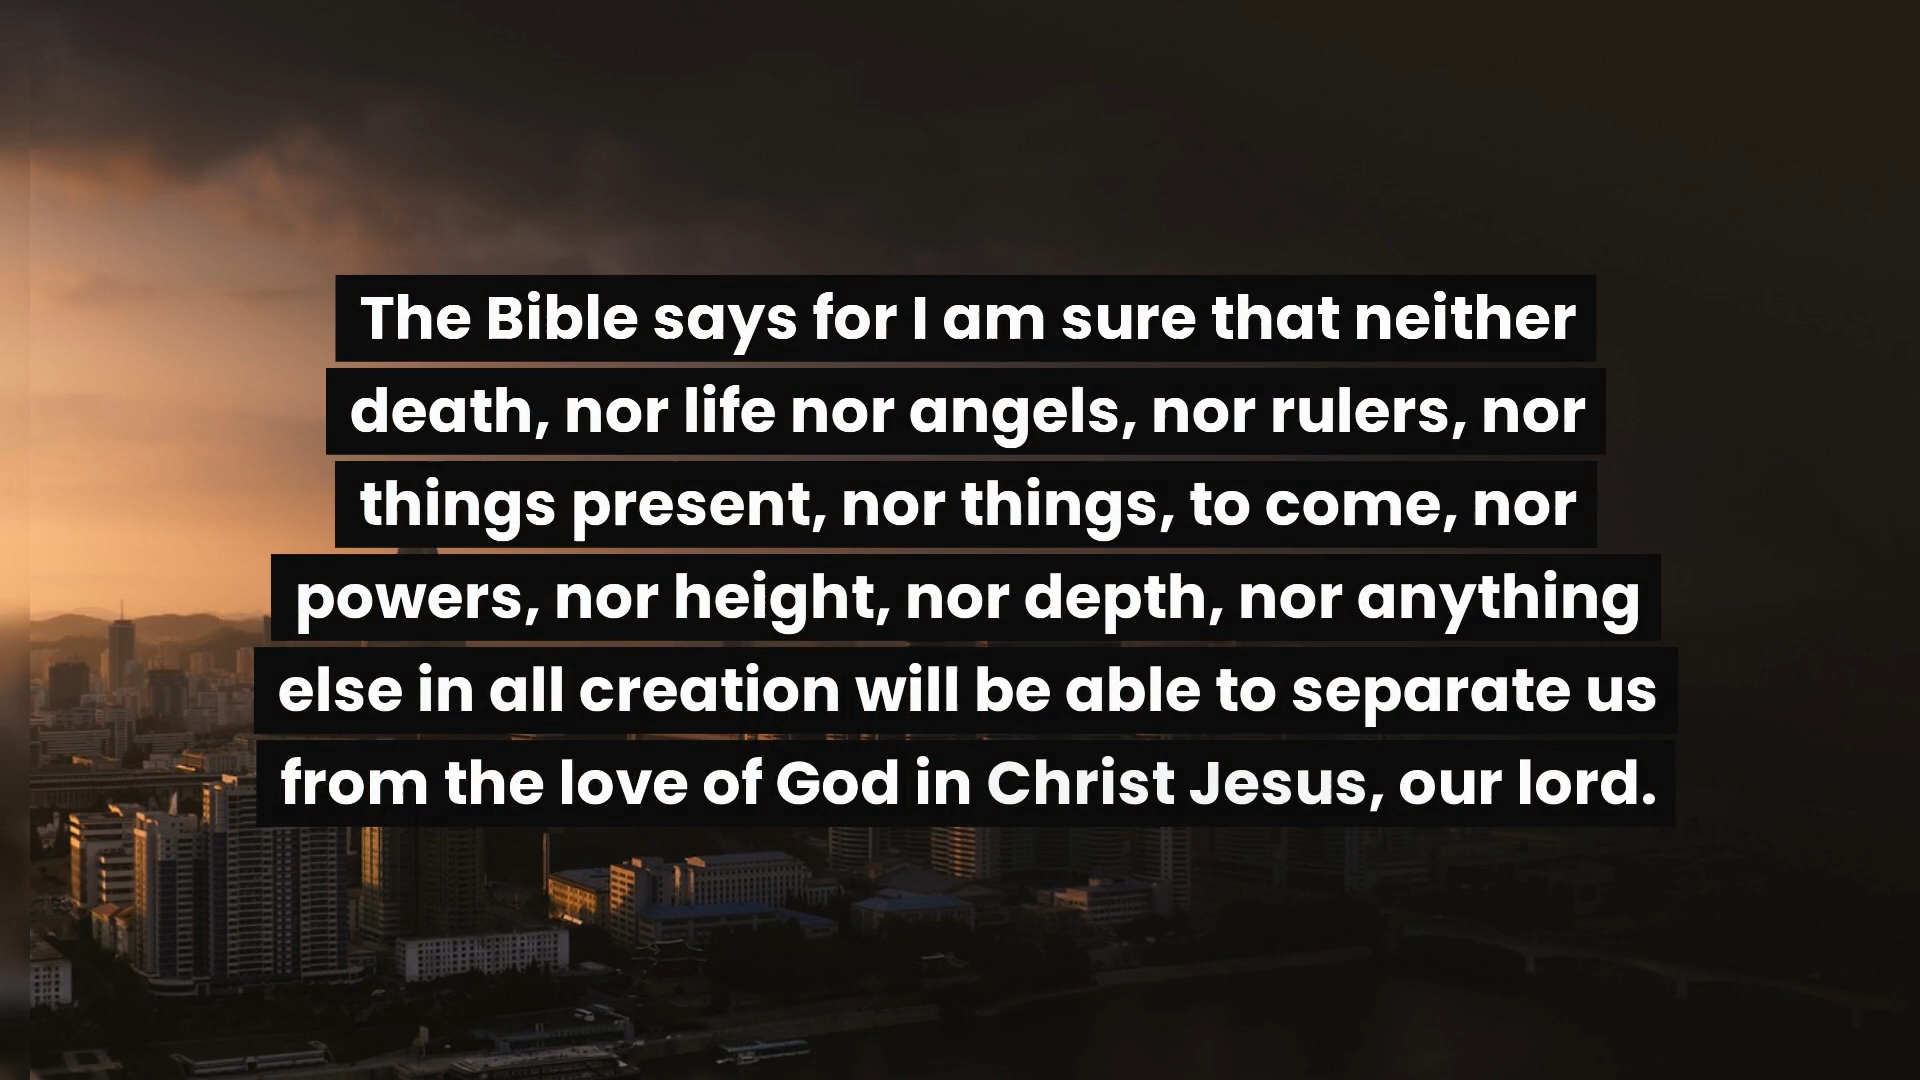 The Bible says for I am sure that neither
death, nor life nor angels, nor rulers, nor
things present, nor things, to come, nor
powers, nor height, nor depth, nor anything
else in all creation will be able to separate us
from the love of God in Christ Jesus, our lord.